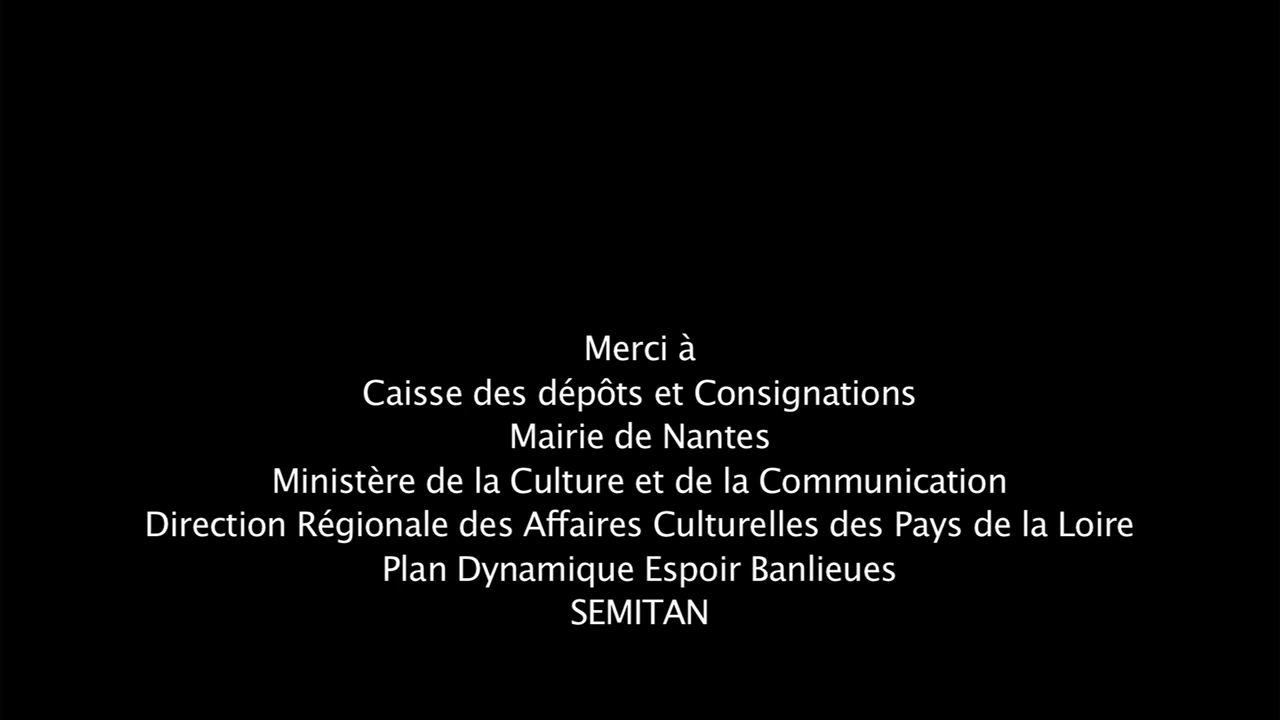 Merci à
Caisse des dépôts et Consignations
Mairie de Nantes
Ministère de la Culture et de la Communication
Direction Régionale des Affaires Culturelles des Pays de la Loire
Plan Dynamique Espoir Banlieues
SEMITAN